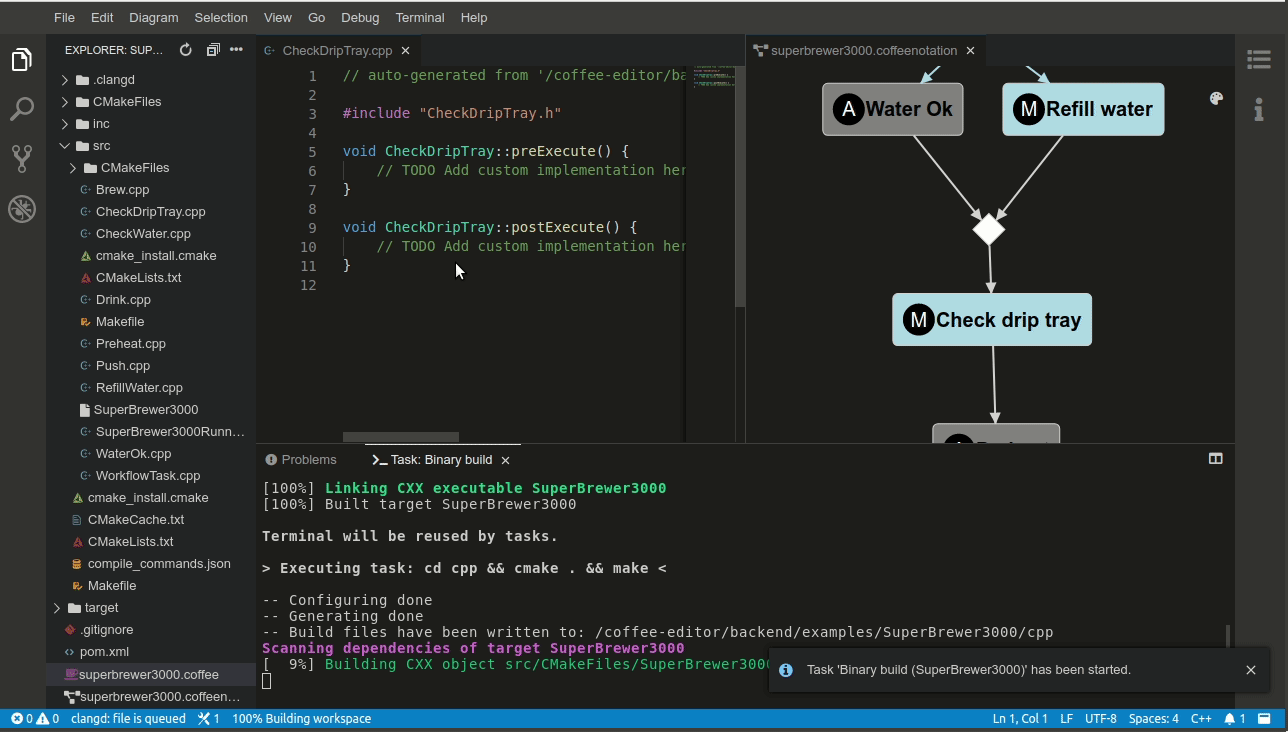 File Edit Diagram Selection View Go Debug Terminal Help
EXPLORER: SUP...
.clangd
CMakeFiles
inc
src
CMakeFiles
Brew.cpp
CheckDripTray.cpp
CheckWater.cpp
cmake_install.cmake
CMakeLists.txt
Drink.cpp
Makefile
Preheat.cpp
Push.cpp
RefillWater.cpp
SuperBrewer3000
SuperBrewer3000Runn...
WaterOk.cpp
WorkflowTask.cpp
cmake_install.cmake
CMakeCache.txt
CMakeLists.txt
compile_commands.json
Makefile
target
.gitignore
pom.xml
superbrewer3000.coffee
superbrewer3000.coffeen...
CheckDripTray.cpp
1 // auto-generated from '/coffee-editor/ba
2
3 #include "CheckDripTray.h"
4
5 void CheckDripTray::preExecute() {
6 // TODO Add custom implementation her
7 }
8
9 void CheckDripTray::postExecute() {
10 // TODO Add custom implementation her
11 }
12
superbrewer3000.coffeenotation
A Water Ok
M Refill water
M Check drip tray
Problems
Task: Binary build
[100%] Linking CXX executable SuperBrewer3000
[100%] Built target SuperBrewer3000
Terminal will be reused by tasks.
> Executing task: cd cpp && cmake . && make <
-- Configuring done
-- Generating done
-- Build files have been written to: /coffee-editor/backend/examples/SuperBrewer3000/cpp
Scanning dependencies of target SuperBrewer3000
[  9%] Building CXX object src/CMakeFiles/SuperBrewer3000
Task 'Binary build (SuperBrewer3000)' has been started.
0 0 clangd: file is queued 1 100% Building workspace
Ln 1, Col 1 LF UTF-8 Spaces: 4 C++ 1